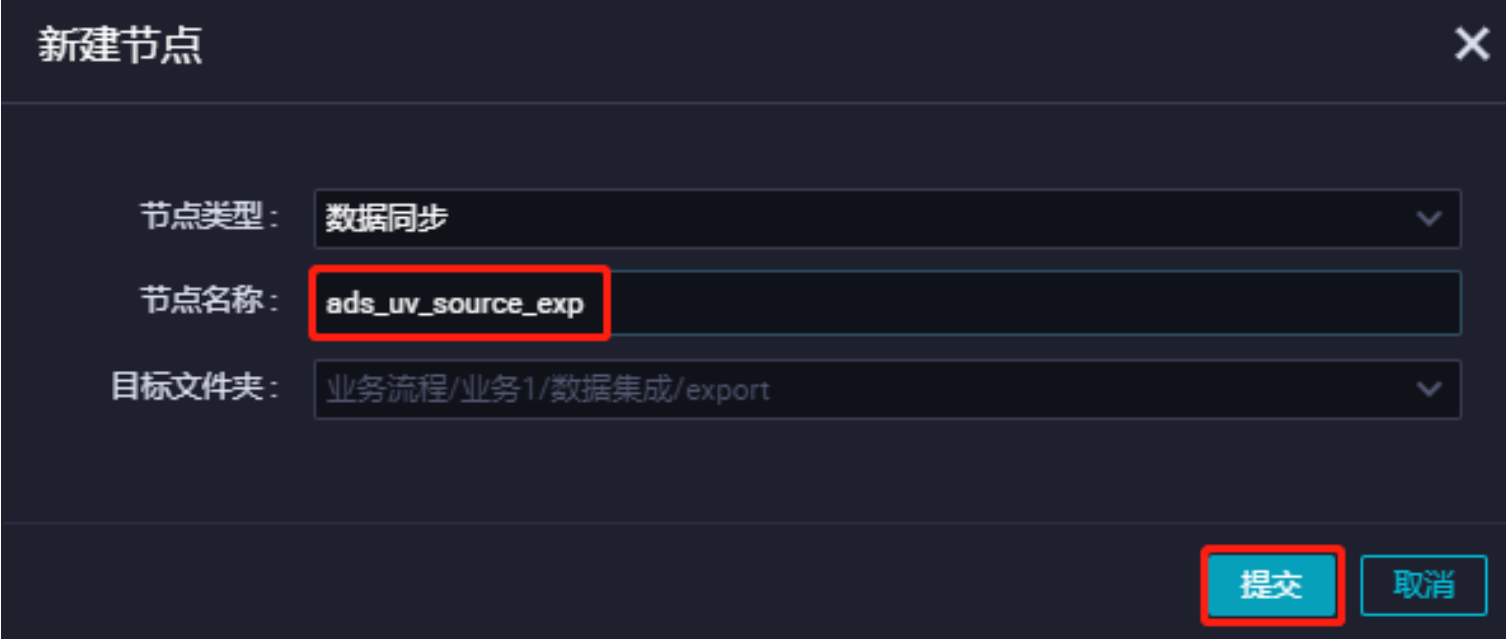 新建节点
节点类型: 数据同步
节点名称: ads_uv_source_exp
目标文件夹: 业务流程/业务1/数据集成/export
提交 取消